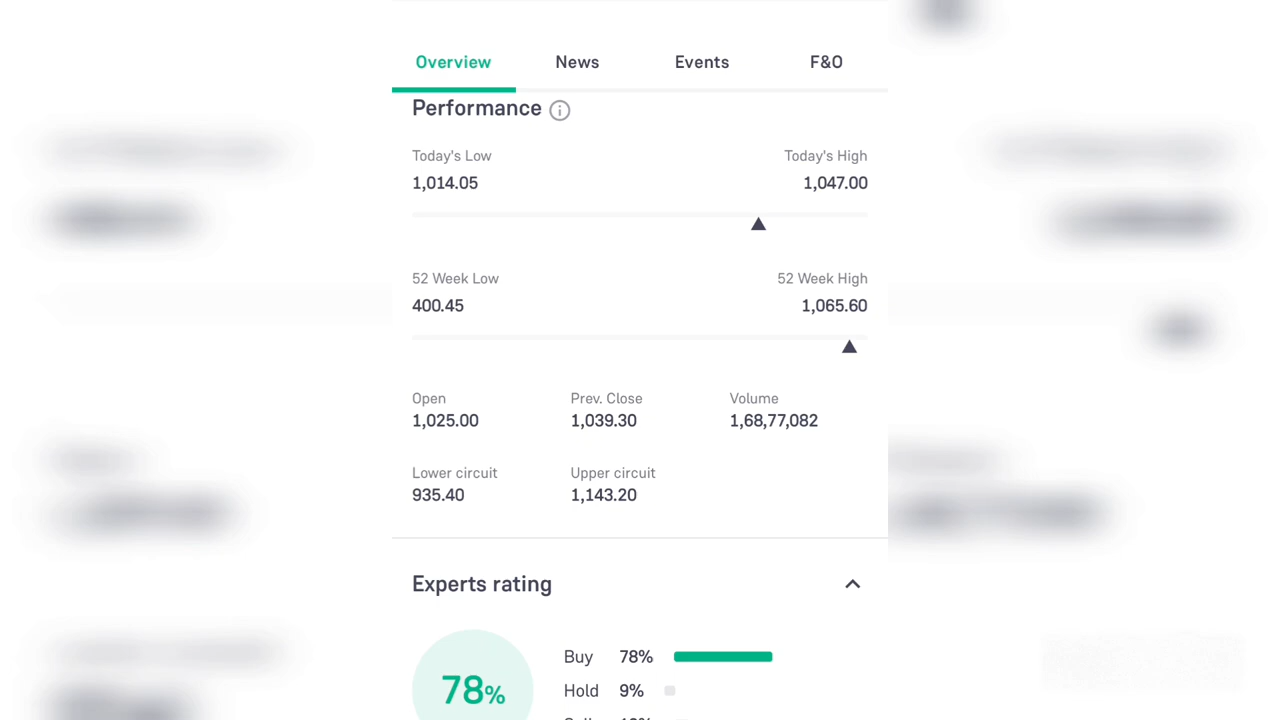 Overview News Events F&O
Performance
Today's Low Today's High
1,014.05 1,047.00
52 Week Low 52 Week High
400.45 1,065.60
Open Prev. Close Volume
1,025.00 1,039.30 1,68,77,082
Lower circuit Upper circuit
935.40 1,143.20
Experts rating
78%
Buy 78%
Hold 9%